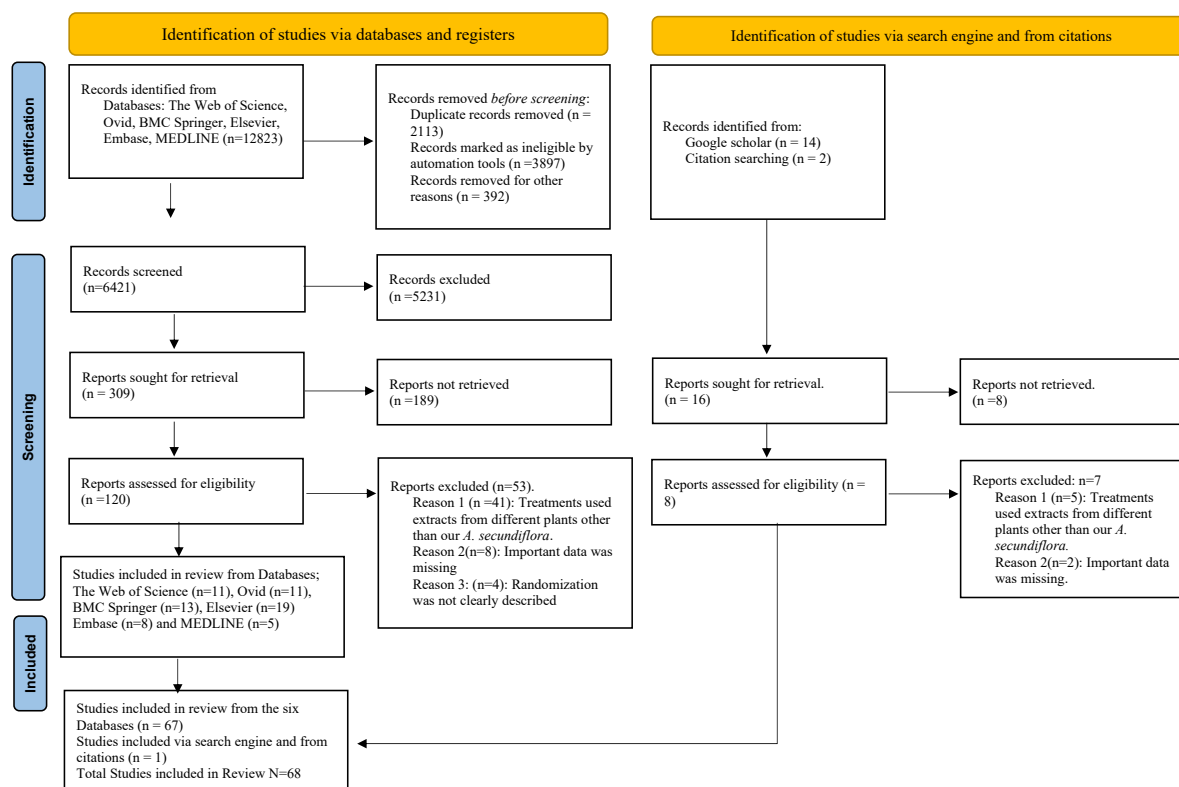 Identification of studies via databases and registers
Identification of studies via search engine and from citations
Identification
Records identified from
Databases: The Web of Science,
Ovid, BMC Springer, Elsevier,
Embase, MEDLINE (n=12823)
Records removed before screening:
Duplicate records removed (n =
2113)
Records marked as ineligible by
automation tools (n =3897)
Records removed for other
reasons (n = 392)
Records identified from:
Google scholar (n = 14)
Citation searching (n = 2)
Screening
Records screened
(n=6421)
Records excluded
(n =5231)
Reports sought for retrieval
(n = 309)
Reports not retrieved
(n =189)
Reports sought for retrieval.
(n = 16)
Reports not retrieved.
(n =8)
Reports assessed for eligibility
(n =120)
Reports excluded (n=53).
Reason 1 (n =41): Treatments used
extracts from different plants other
than our A. secundiflora.
Reason 2(n=8): Important data was
missing
Reason 3: (n=4): Randomization
was not clearly described
Reports assessed for eligibility (n =
8)
Reports excluded: n=7
Reason 1 (n=5): Treatments
used extracts from different
plants other than our A.
secundiflora.
Reason 2(n=2): Important data
was missing.
Studies included in review from Databases;
The Web of Science (n=11), Ovid (n=11),
BMC Springer (n=13), Elsevier (n=19)
Embase (n=8) and MEDLINE (n=5)
Included
Studies included in review from the six
Databases (n = 67)
Studies included via search engine and from
citations (n = 1)
Total Studies included in Review N=68